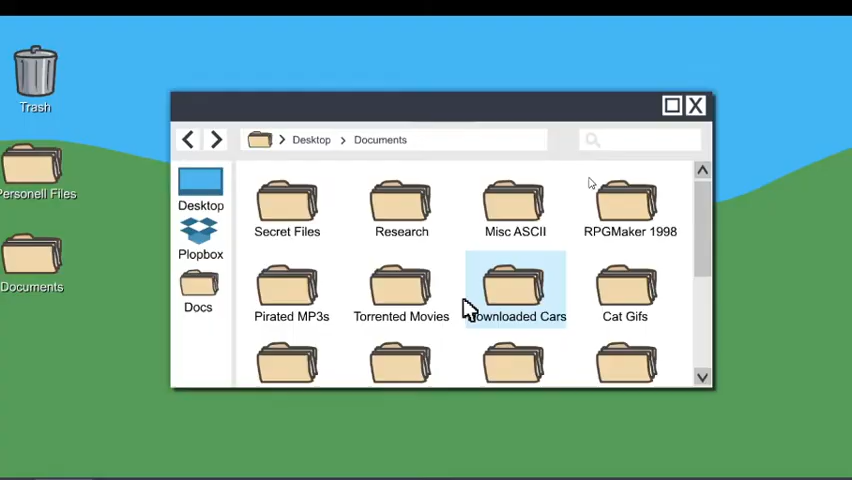 Trash
Personell Files
Documents
X
Desktop
Documents
Desktop
Plopbox
Docs
Secret Files
Research
Misc ASCII
RPGMaker 1998
Pirated MP3s
Torrented Movies
Downloaded Cars
Cat Gifs